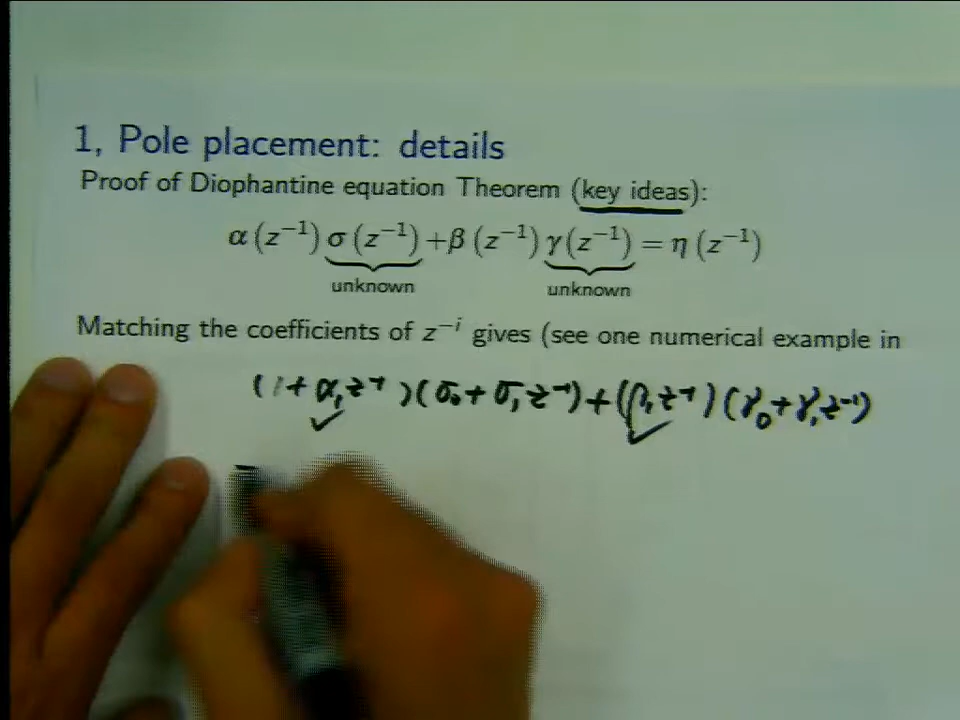 1, Pole placement: details
Proof of Diophantine equation Theorem (key ideas):
α(z⁻¹) σ(z⁻¹) + β(z⁻¹) γ(z⁻¹) = η(z⁻¹)
unknown unknown
Matching the coefficients of z⁻ⁱ gives (see one numerical example in
(1+α₁z⁻¹)(σ₀+σ₁z⁻¹)+(β₁z⁻¹)(γ₀+γ₁z⁻¹)